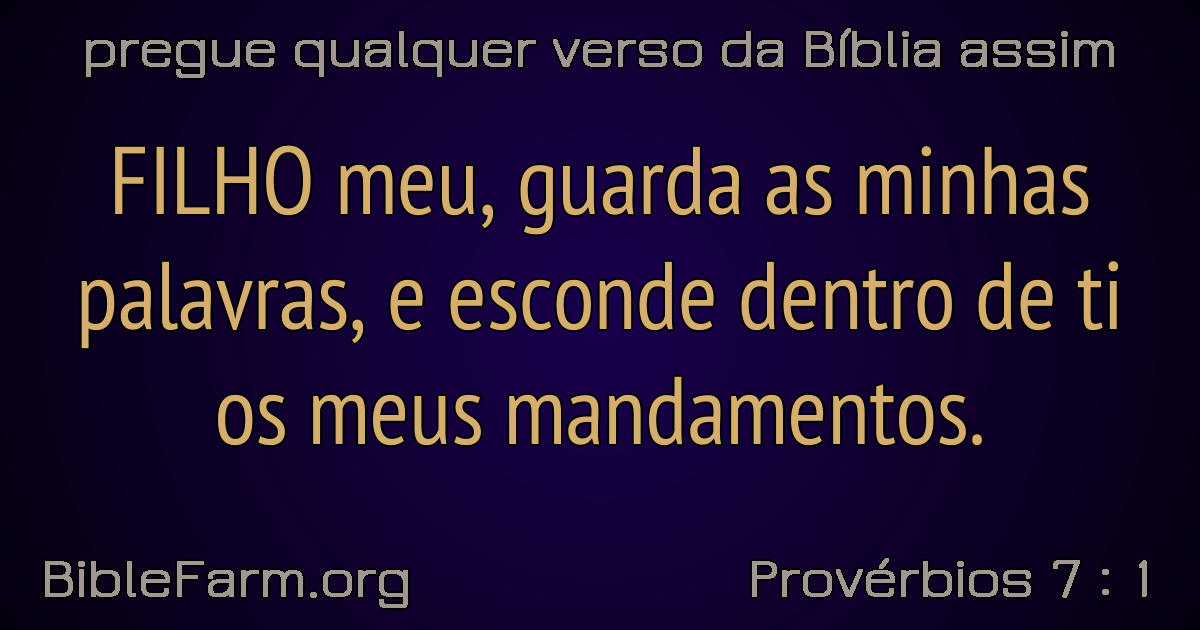 pregue qualquer verso da Bíblia assim
FILHO meu, guarda as minhas
palavras, e esconde dentro de ti
os meus mandamentos.
BibleFarm.org
Provérbios 7 : 1